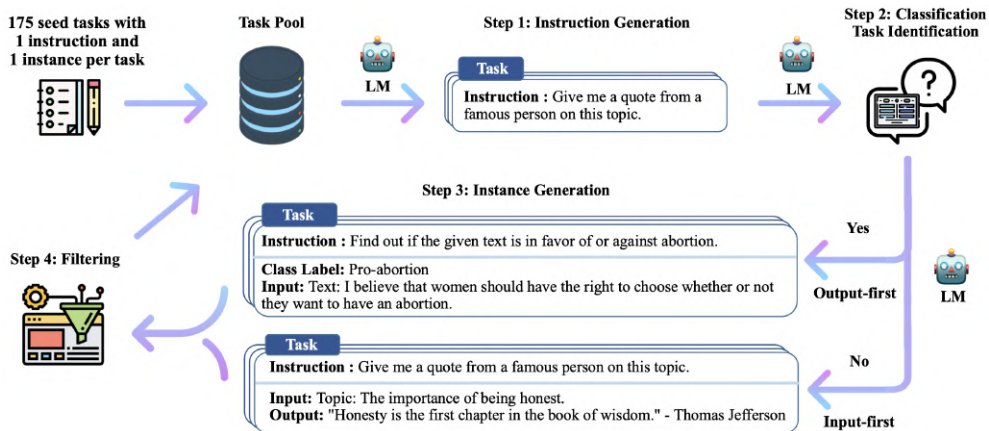 175 seed tasks with
1 instruction and
1 instance per task
Task Pool
Step 1: Instruction Generation
Step 2: Classification
Task Identification
LM
Task
Instruction : Give me a quote from a
famous person on this topic.
LM
Step 3: Instance Generation
Task
Instruction : Find out if the given text is in favor of or against abortion.
Class Label: Pro-abortion
Input: Text: I believe that women should have the right to choose whether or not
they want to have an abortion.
Yes
Output-first
LM
Step 4: Filtering
Task
Instruction : Give me a quote from a famous person on this topic.
Input: Topic: The importance of being honest.
Output: "Honesty is the first chapter in the book of wisdom." - Thomas Jefferson
No
Input-first